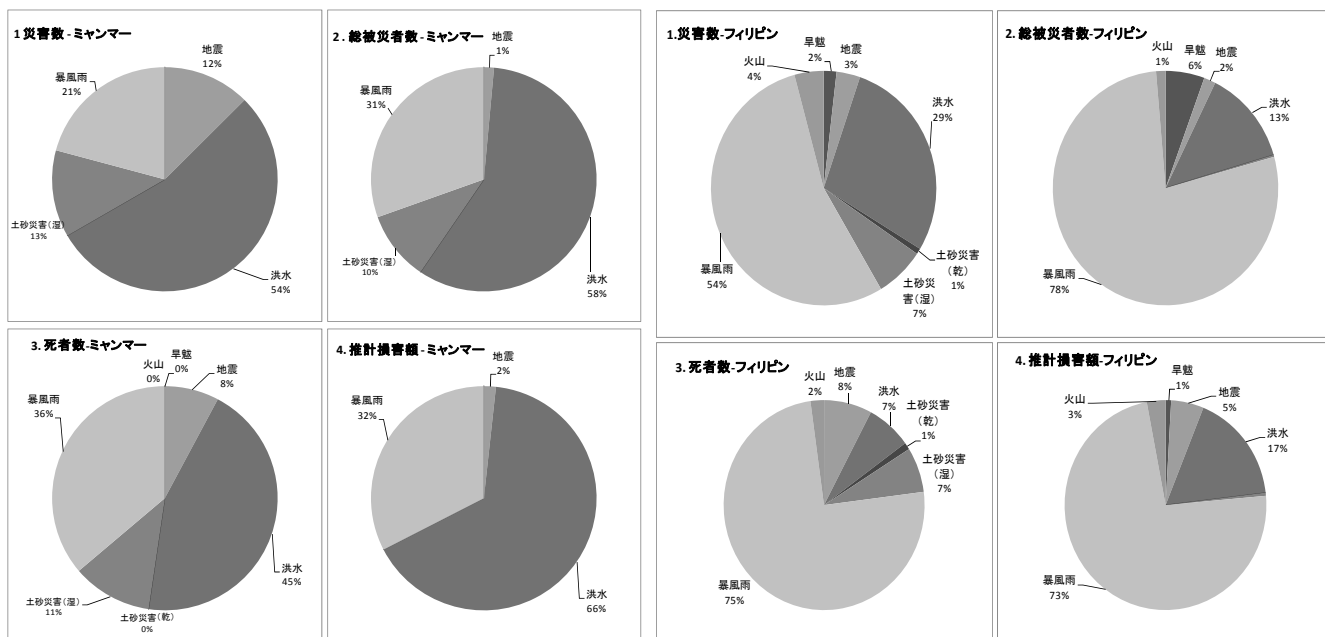 1 災害数-ミャンマー
地震
12%
暴風雨
21%
土砂災害(湿)
13%
洪水
54%
2．総被災者数-ミャンマー
地震
1%
暴風雨
31%
土砂災害(湿)
10%
洪水
58%
3. 死者数-ミャンマー
火山
0%
旱魃
0%
地震
8%
暴風雨
36%
土砂災害(湿)
11%
土砂災害(乾)
0%
洪水
45%
4. 推計損害額-ミャンマー
地震
2%
暴風雨
32%
洪水
66%
1.災害数-フィリピン
火山
4%
旱魃
2%
地震
3%
洪水
29%
土砂災害
(乾)
1%
土砂災
害(湿)
7%
暴風雨
54%
2. 総被災者数-フィリピン
火山
1%
旱魃
6%
地震
2%
洪水
13%
暴風雨
78%
3. 死者数-フィリピン
火山
2%
地震
8%
洪水
7%
土砂災害
(乾)
1%
土砂災害
(湿)
7%
暴風雨
75%
4. 推計損害額-フィリピン
火山
3%
旱魃
1%
地震
5%
洪水
17%
暴風雨
73%